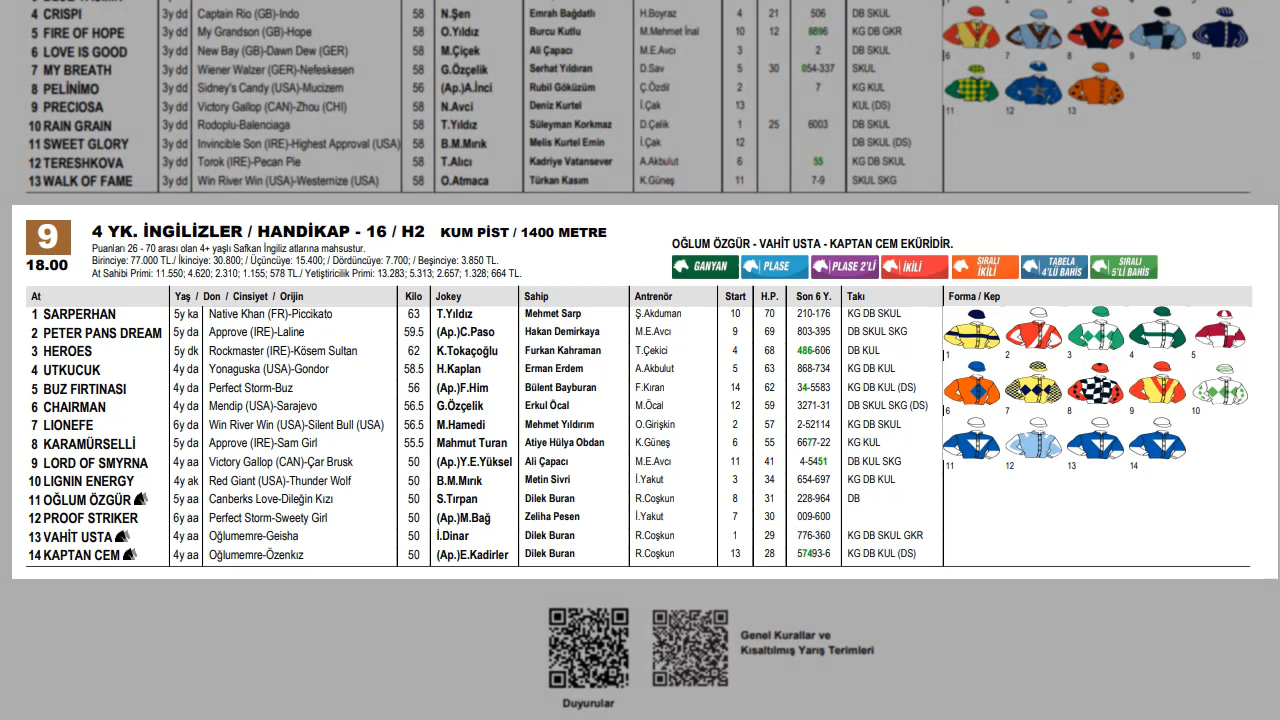 4 CRISPI 3y dd Captain Rio (GB)-Indo 58 N.Şen Emrah Bağdatlı H.Boyraz 4 21 506 DB SKUL
5 FIRE OF HOPE 3y dd My Grandson (GB)-Hope 58 O.Yıldız Burcu Kutlu M.Mehmet İnal 10 12 8896 KG DB GKR
6 LOVE IS GOOD 3y dd New Bay (GB)-Dawn Dew (GER) 58 M.Çiçek Ali Çapacı M.E.Avcı 3 2 DB SKUL
7 MY BREATH 3y dd Wiener Walzer (GER)-Nefeskesen 58 G.Özçelik Serhat Yıldıran D.Sav 5 30 054-337 SKUL
8 PELİNİMO 3y dd Sidney's Candy (USA)-Mucizem 56 (Ap.)A.İnci Rubil Göküzüm Ç.Özdil 2 7 KG KUL
9 PRECIOSA 3y dd Victory Gallop (CAN)-Zhou (CHI) 58 N.Avci Deniz Kurtel İ.Çak 13 KUL (DS)
10 RAIN GRAIN 3y dd Rodoplu-Balenciaga 58 T.Yıldız Süleyman Korkmaz D.Çelik 1 25 6003 DB SKUL
11 SWEET GLORY 3y dd Invincible Son (IRE)-Highest Approval (USA) 58 B.M.Mırık Melis Kurtel Emin İ.Çak 12 DB SKUL (DS)
12 TERESHKOVA 3y dd Torok (IRE)-Pecan Pie 58 T.Alıcı Kadriye Vatansever A.Akbulut 6 55 KG DB SKUL
13 WALK OF FAME 3y dd Win River Win (USA)-Westernize (USA) 58 O.Atmaca Türkan Kasım K.Güneş 11 7-9 SKUL SKG
6 7 8 9 10
11 12 13
9
18.00
4 YK. İNGİLİZLER / HANDİKAP - 16 / H2 KUM PİST / 1400 METRE
Puanları 26 - 70 arası olan 4+ yaşlı Safkan İngiliz atlarına mahsustur.
Birinciye: 77.000 TL./ İkinciye: 30.800; / Üçüncüye: 15.400; / Dördüncüye: 7.700; / Beşinciye: 3.850 TL.
At Sahibi Primi: 11.550; 4.620; 2.310; 1.155; 578 TL./ Yetiştiricilik Primi: 13.283; 5.313; 2.657; 1.328; 664 TL.
OĞLUM ÖZGÜR - VAHİT USTA - KAPTAN CEM EKÜRİDİR.
GANYAN PLASE PLASE 2'Lİ İKİLİ SIRALI İKİLİ TABELA 4'LÜ BAHİS SIRALI 5'Lİ BAHİS
At Yaş / Don / Cinsiyet / Orijin Kilo Jokey Sahip Antrenör Start H.P. Son 6 Y. Takı Forma / Kep
1 SARPERHAN 5y ka Native Khan (FR)-Piccikato 63 T.Yıldız Mehmet Sarp Ş.Akduman 10 70 210-176 KG DB SKUL
2 PETER PANS DREAM 5y da Approve (IRE)-Laline 59.5 (Ap.)Ç.Paso Hakan Demirkaya M.E.Avcı 9 69 803-395 DB SKUL SKG
3 HEROES 5y dk Rockmaster (IRE)-Kösem Sultan 62 K.Tokaçoğlu Furkan Kahraman T.Çekici 4 68 486-606 DB KUL
4 UTKUCUK 4y da Yonaguska (USA)-Gondor 58.5 H.Kaplan Erman Erdem A.Akbulut 5 63 868-734 KG DB KUL
5 BUZ FIRTINASI 4y da Perfect Storm-Buz 56 (Ap.)F.Him Bülent Bayburan F.Kıran 14 62 34-5583 KG DB KUL (DS)
6 CHAIRMAN 4y da Mendip (USA)-Sarajevo 56.5 G.Özçelik Erkul Öcal M.Öcal 12 59 3271-31 DB SKUL SKG (DS)
7 LIONEFE 6y da Win River Win (USA)-Silent Bull (USA) 56.5 M.Hamedi Mehmet Yıldırım O.Girişkin 2 57 2-52114 KG DB SKUL
8 KARAMÜRSELLİ 5y da Approve (IRE)-Sam Girl 55.5 Mahmut Turan Atiye Hülya Obdan K.Güneş 6 55 6677-22 KG KUL
9 LORD OF SMYRNA 4y aa Victory Gallop (CAN)-Çar Brusk 50 (Ap.)Y.E.Yüksel Ali Çapacı M.E.Avcı 11 41 4-5451 DB KUL SKG
10 LIGNIN ENERGY 4y ak Red Giant (USA)-Thunder Wolf 50 B.M.Mırık Metin Sivri İ.Yakut 3 34 654-697 KG DB KUL
11 OĞLUM ÖZGÜR 5y aa Canberks Love-Dileğin Kızı 50 S.Tırpan Dilek Buran R.Coşkun 8 31 228-964 DB
12 PROOF STRIKER 6y aa Perfect Storm-Sweety Girl 50 (Ap.)M.Bağ Zeliha Pesen İ.Yakut 7 30 009-600
13 VAHİT USTA 4y aa Oğlumemre-Geisha 50 İ.Dinar Dilek Buran R.Coşkun 1 29 776-360 KG DB SKUL GKR
14 KAPTAN CEM 4y aa Oğlumemre-Özenkız 50 (Ap.)E.Kadirler Dilek Buran R.Coşkun 13 28 57493-6 KG DB KUL (DS)
1 2 3 4 5
6 7 8 9 10
11 12 13 14
Genel Kurallar ve
Kısaltılmış Yarış Terimleri
Duyurular